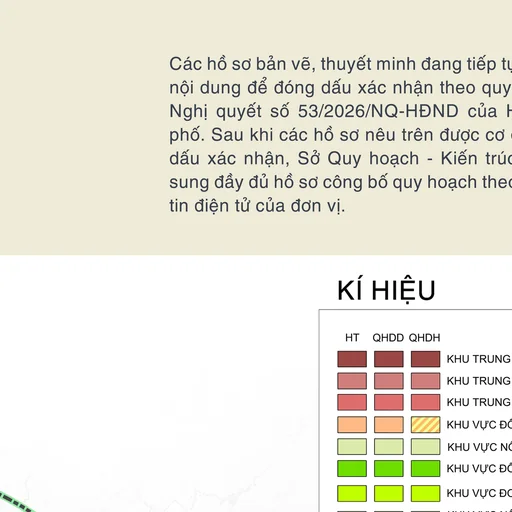 Các hồ sơ bản vẽ, thuyết minh đang tiếp tụ
nội dung để đóng dấu xác nhận theo quy
Nghị quyết số 53/2026/NQ-HĐND của H
phố. Sau khi các hồ sơ nêu trên được cơ
dấu xác nhận, Sở Quy hoạch - Kiến trúc
sung đầy đủ hồ sơ công bố quy hoạch theo
tin điện tử của đơn vị.
KÍ HIỆU
HT QHDD QHDH
KHU TRUNG
KHU TRUNG
KHU TRUNG
KHU VỰC ĐÔ
KHU VỰC NÔ
KHU VỰC ĐÔ
KHU VỰC ĐO